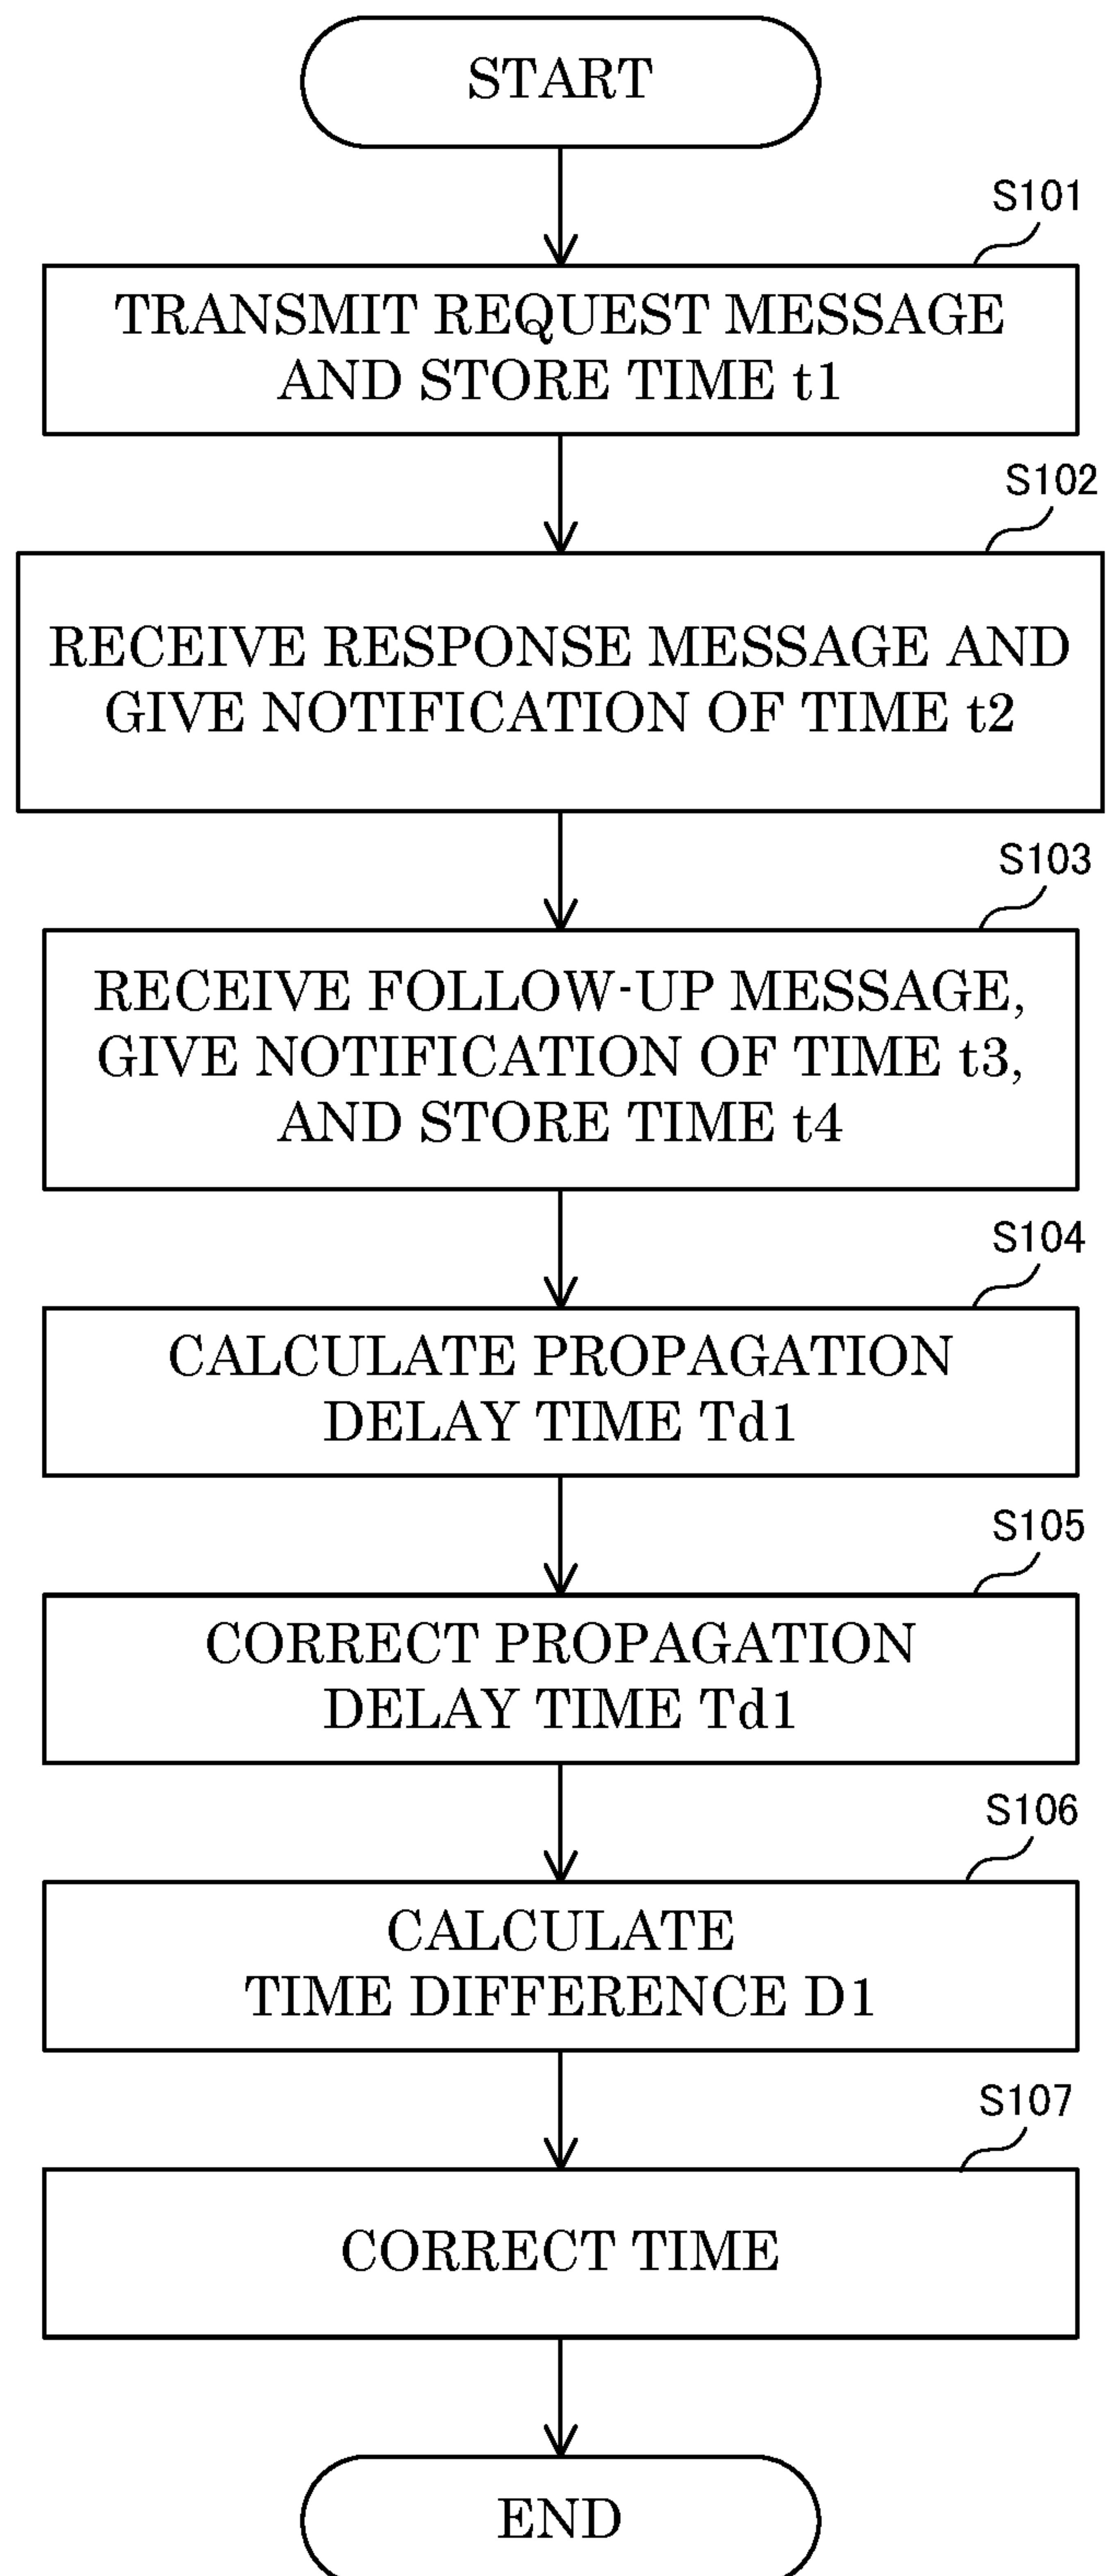 START
S101
TRANSMIT REQUEST MESSAGE
AND STORE TIME t1
S102
RECEIVE RESPONSE MESSAGE AND
GIVE NOTIFICATION OF TIME t2
S103
RECEIVE FOLLOW-UP MESSAGE,
GIVE NOTIFICATION OF TIME t3,
AND STORE TIME t4
S104
CALCULATE PROPAGATION
DELAY TIME Td1
S105
CORRECT PROPAGATION
DELAY TIME Td1
S106
CALCULATE
TIME DIFFERENCE D1
S107
CORRECT TIME
END